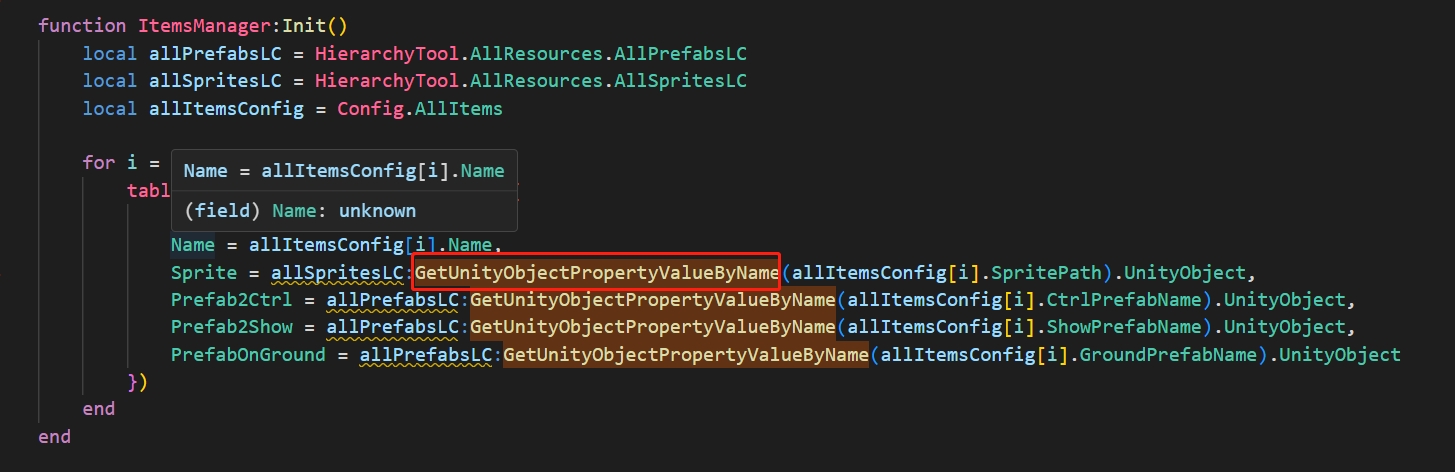 function ItemsManager:Init()
local allPrefabsLC = HierarchyTool.AllResources.AllPrefabsLC
local allSpritesLC = HierarchyTool.AllResources.AllSpritesLC
local allItemsConfig = Config.AllItems
for i =
Name = allItemsConfig[i].Name
tabl
(field) Name: unknown
Name = allItemsConfig[i].Name,
Sprite = allSpritesLC:GetUnityObjectPropertyValueByName(allItemsConfig[i].SpritePath).UnityObject,
Prefab2Ctrl = allPrefabsLC:GetUnityObjectPropertyValueByName(allItemsConfig[i].CtrlPrefabName).UnityObject,
Prefab2Show = allPrefabsLC:GetUnityObjectPropertyValueByName(allItemsConfig[i].ShowPrefabName).UnityObject,
PrefabOnGround = allPrefabsLC:GetUnityObjectPropertyValueByName(allItemsConfig[i].GroundPrefabName).UnityObject
})
end
end